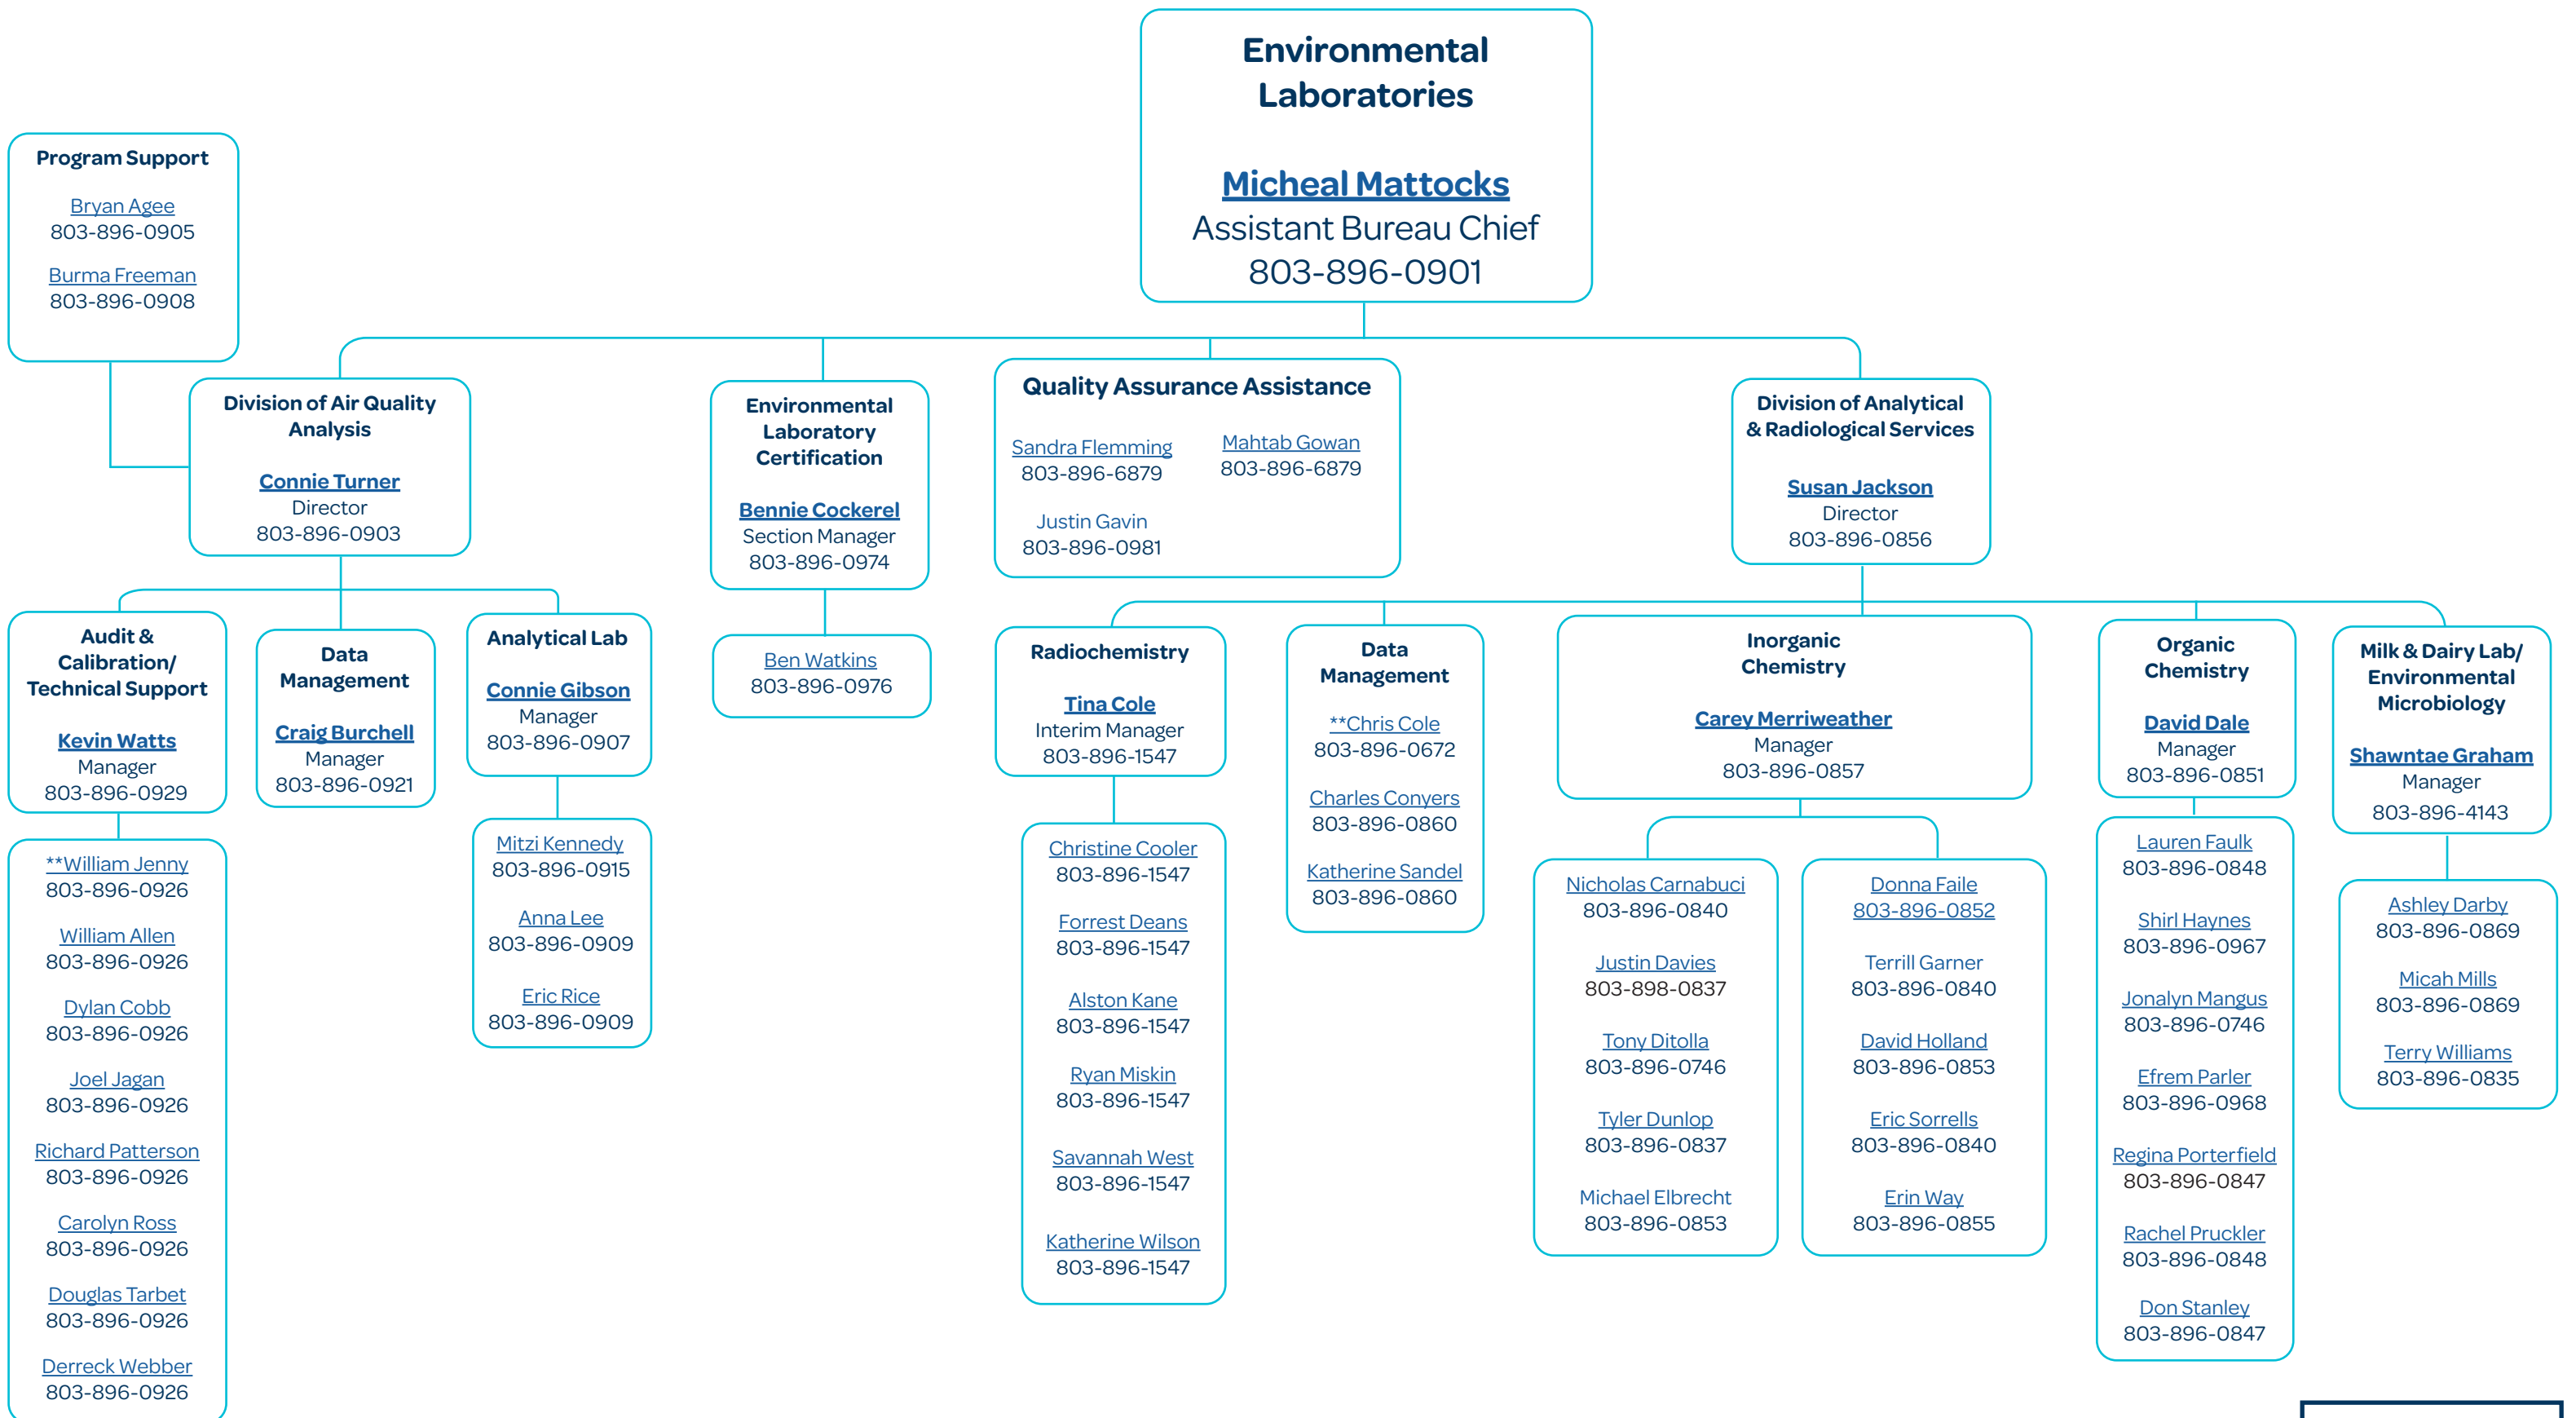 Environmental
Laboratories
Micheal Mattocks
Assistant Bureau Chief
803-896-0901
Program Support
Bryan Agee
803-896-0905
Burma Freeman
803-896-0908
Division of Air Quality
Analysis
Connie Turner
Director
803-896-0903
Environmental
Laboratory
Certification
Bennie Cockerel
Section Manager
803-896-0974
Quality Assurance Assistance
Sandra Flemming
803-896-6879
Mahtab Gowan
803-896-6879
Justin Gavin
803-896-0981
Division of Analytical
& Radiological Services
Susan Jackson
Director
803-896-0856
Audit &
Calibration/
Technical Support
Kevin Watts
Manager
803-896-0929
Data
Management
Craig Burchell
Manager
803-896-0921
Analytical Lab
Connie Gibson
Manager
803-896-0907
Ben Watkins
803-896-0976
Radiochemistry
Tina Cole
Interim Manager
803-896-1547
Data
Management
**Chris Cole
803-896-0672
Charles Conyers
803-896-0860
Katherine Sandel
803-896-0860
Inorganic
Chemistry
Carey Merriweather
Manager
803-896-0857
Organic
Chemistry
David Dale
Manager
803-896-0851
Milk & Dairy Lab/
Environmental
Microbiology
Shawntae Graham
Manager
803-896-4143
**William Jenny
803-896-0926
William Allen
803-896-0926
Dylan Cobb
803-896-0926
Joel Jagan
803-896-0926
Richard Patterson
803-896-0926
Carolyn Ross
803-896-0926
Douglas Tarbet
803-896-0926
Derreck Webber
803-896-0926
Mitzi Kennedy
803-896-0915
Anna Lee
803-896-0909
Eric Rice
803-896-0909
Christine Cooler
803-896-1547
Forrest Deans
803-896-1547
Alston Kane
803-896-1547
Ryan Miskin
803-896-1547
Savannah West
803-896-1547
Katherine Wilson
803-896-1547
Nicholas Carnabuci
803-896-0840
Justin Davies
803-898-0837
Tony Ditolla
803-896-0746
Tyler Dunlop
803-896-0837
Michael Elbrecht
803-896-0853
Donna Faile
803-896-0852
Terrill Garner
803-896-0840
David Holland
803-896-0853
Eric Sorrells
803-896-0840
Erin Way
803-896-0855
Lauren Faulk
803-896-0848
Shirl Haynes
803-896-0967
Jonalyn Mangus
803-896-0746
Efrem Parler
803-896-0968
Regina Porterfield
803-896-0847
Rachel Pruckler
803-896-0848
Don Stanley
803-896-0847
Ashley Darby
803-896-0869
Micah Mills
803-896-0869
Terry Williams
803-896-0835